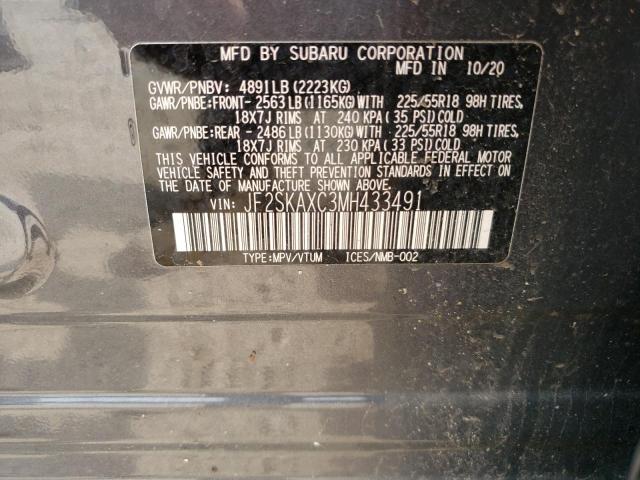 MFD BY SUBARU CORPORATION
MFD IN 10/20
GVWR/PNBV: 4891LB(2223KG)
GAWR/PNBE:FRONT- 2563LB(1165KG)WITH 225/55R18 98H TIRES,
18X7J RIMS AT 240 KPA(35 PSI)COLD
GAWR/PNBE:REAR - 2486LB(1130KG)WITH 225/55R18 98H TIRES,
18X7J RIMS AT 230 KPA(33 PSI)COLD
THIS VEHICLE CONFORMS TO ALL APPLICABLE FEDERAL MOTOR
VEHICLE SAFETY AND THEFT PREVENTION STANDARDS IN EFFECT ON
THE DATE OF MANUFACTURE SHOWN ABOVE.
VIN: JF2SKAXC3MH433491
TYPE:MPV/VTUM ICES/NMB-002